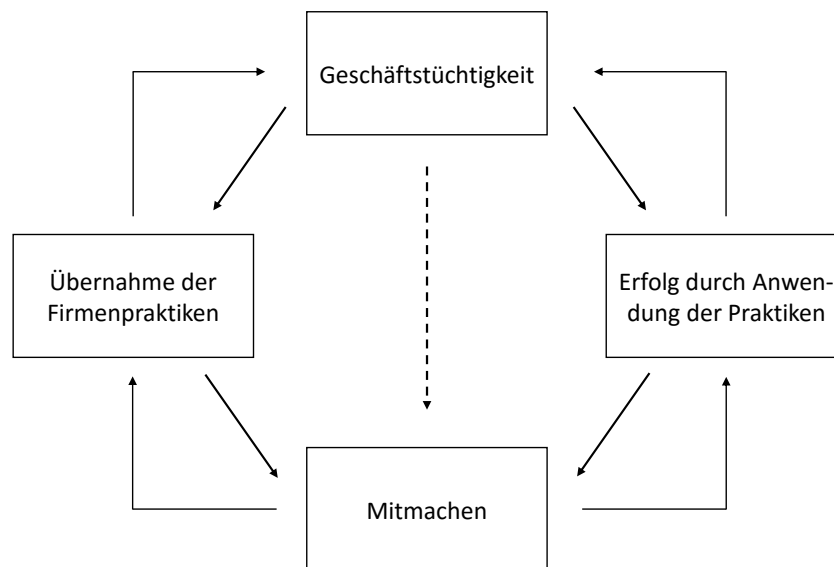 Geschäftstüchtigkeit
Übernahme der
Firmenpraktiken
Erfolg durch Anwen-
dung der Praktiken
Mitmachen